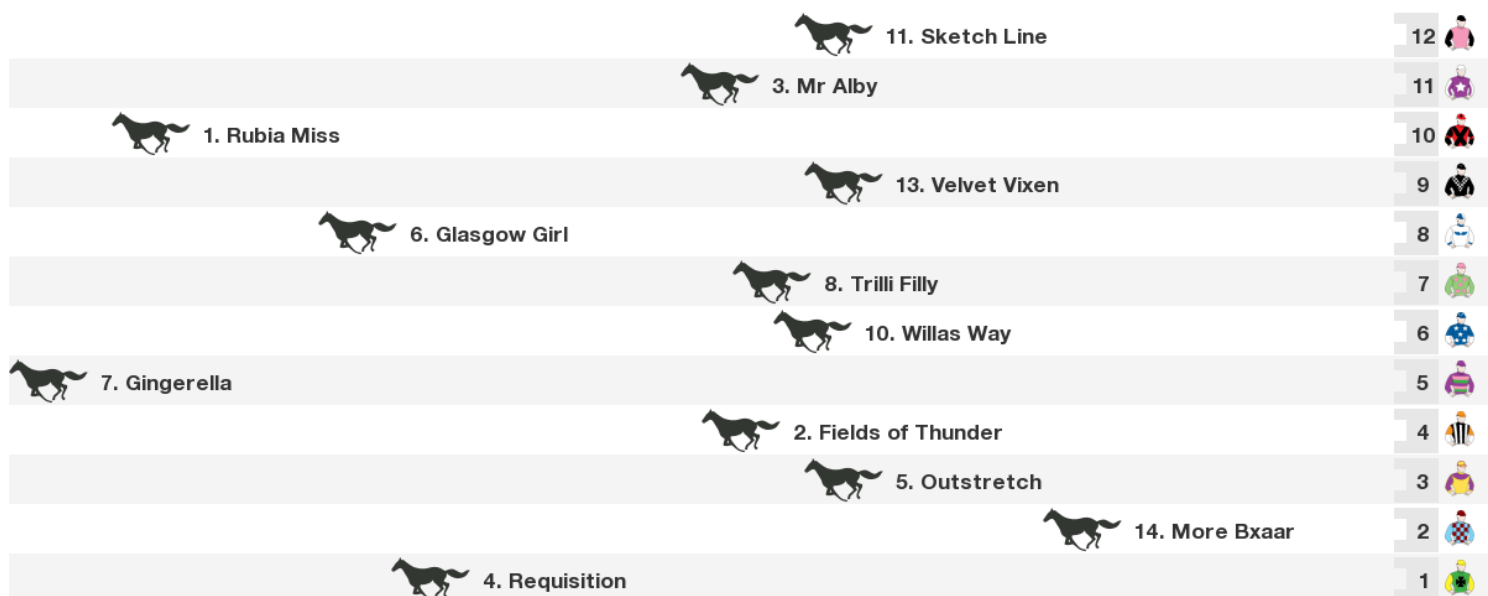 11. Sketch Line 12
3. Mr Alby 11
1. Rubia Miss 10
13. Velvet Vixen 9
6. Glasgow Girl 8
8. Trilli Filly 7
10. Willas Way 6
7. Gingerella 5
2. Fields of Thunder 4
5. Outstretch 3
14. More Bxaar 2
4. Requisition 1